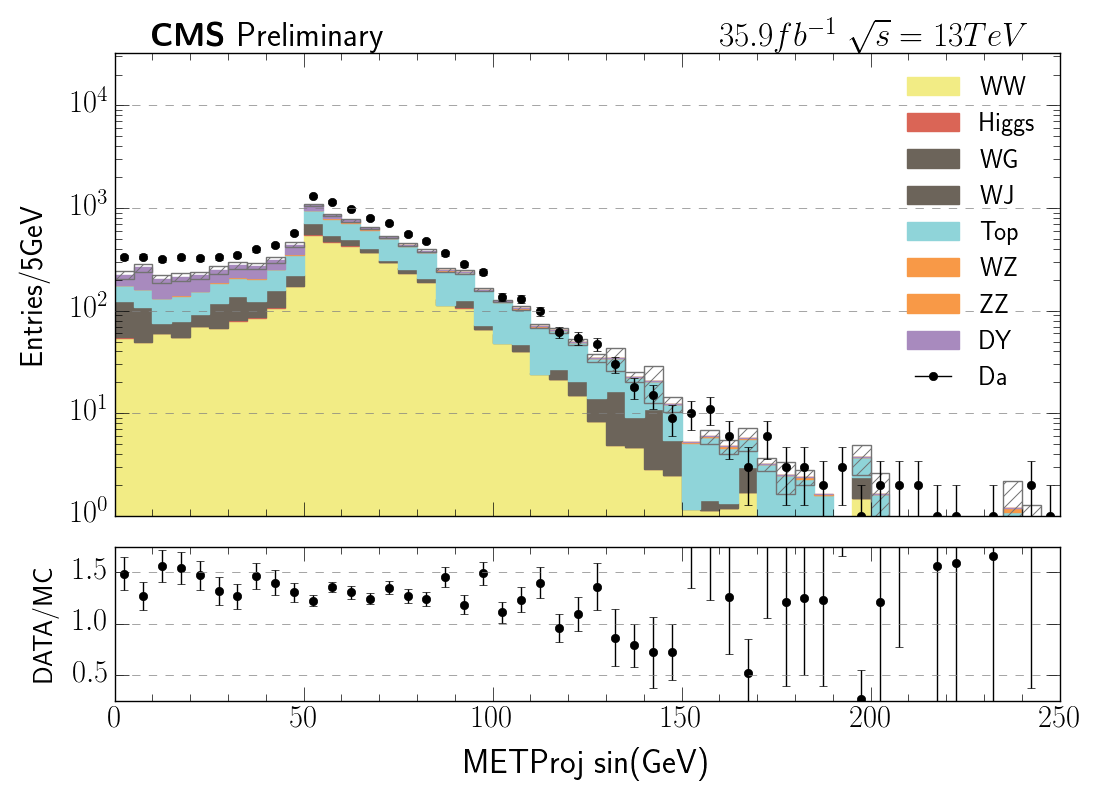 CMS Preliminary
35.9fb⁻¹ √s = 13TeV
Entries/5GeV
10⁴
10³
10²
10¹
10⁰
WW
Higgs
WG
WJ
Top
WZ
ZZ
DY
Da
DATA/MC
1.5
1.0
0.5
0 50 100 150 200 250
METProj sin(GeV)